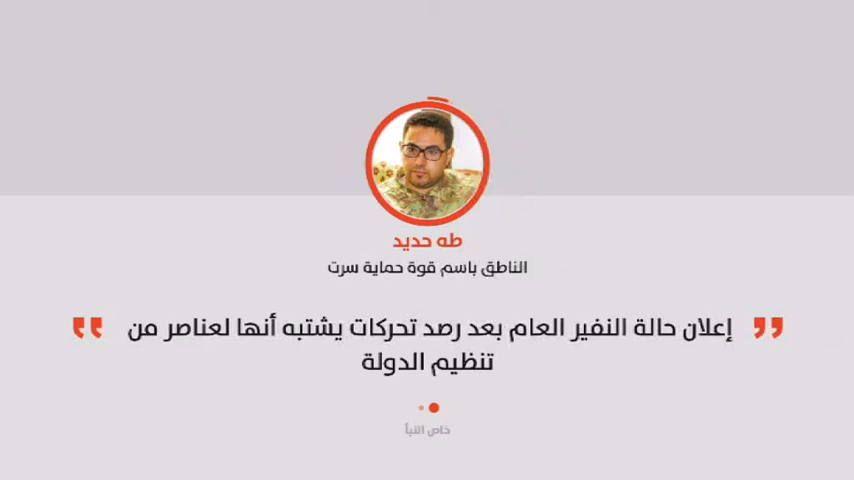 طه حديد
الناطق باسم قوة حماية سرت
إعلان حالة النفير العام بعد رصد تحركات يشتبه أنها لعناصر من
تنظيم الدولة
خاص النبأ